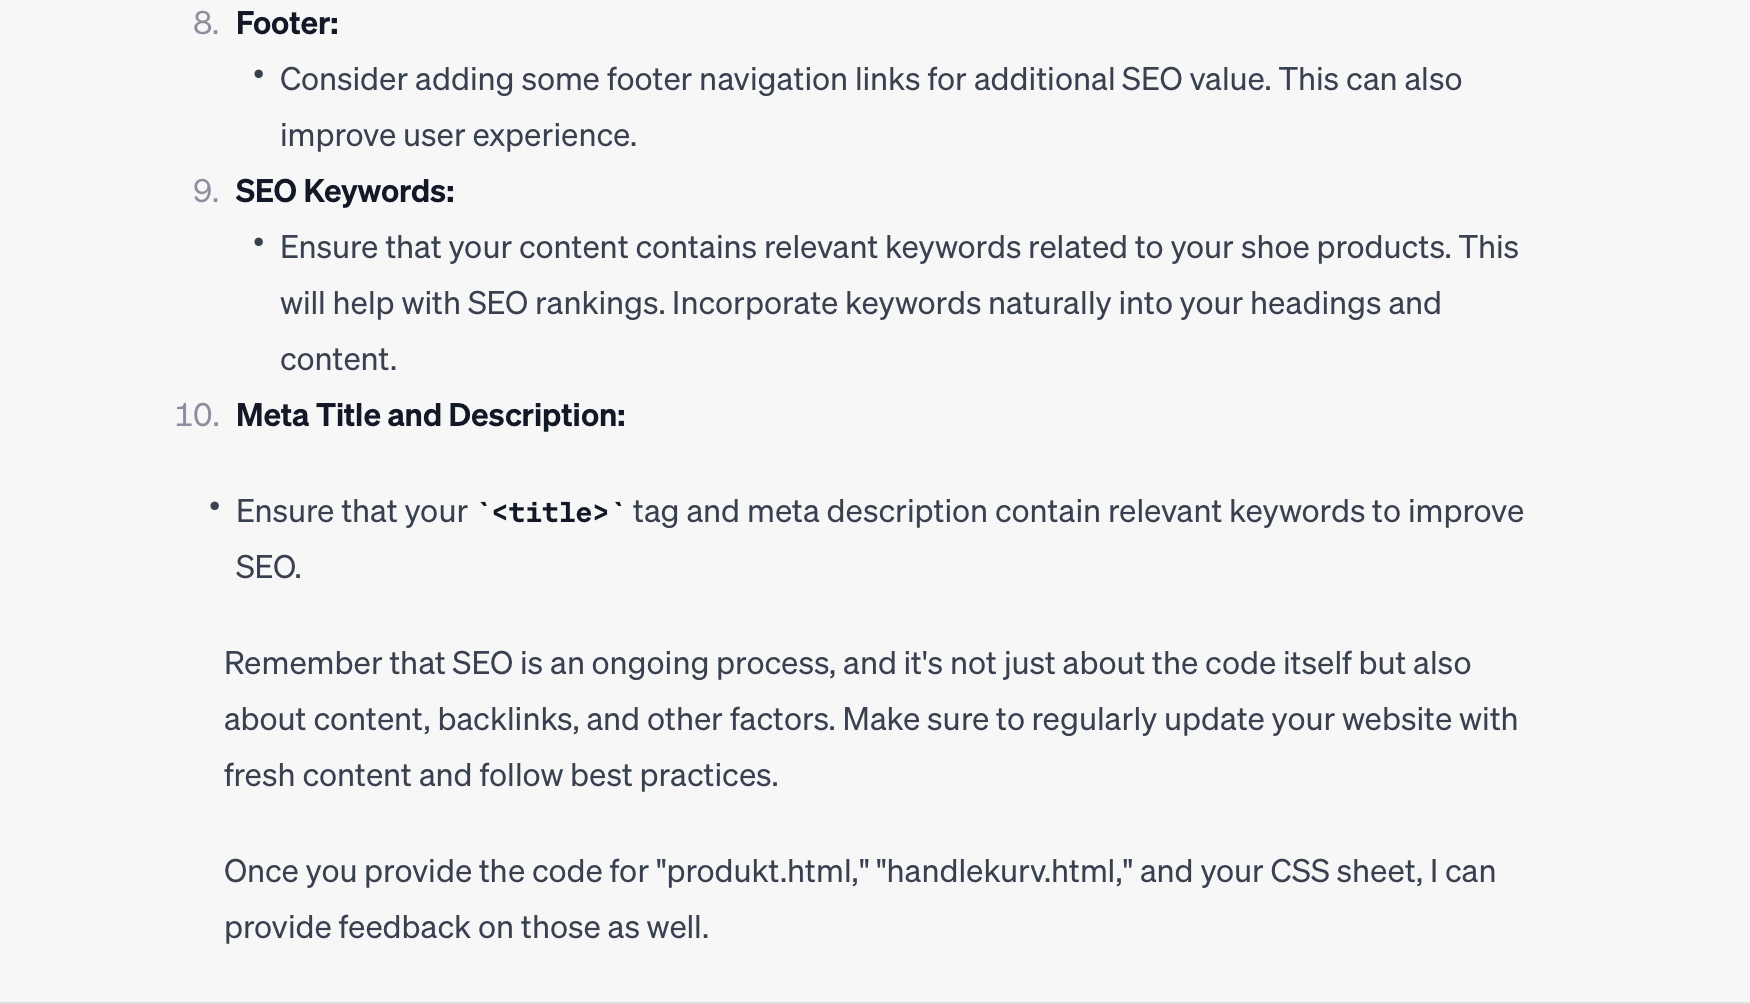 8. Footer:
• Consider adding some footer navigation links for additional SEO value. This can also
improve user experience.
9. SEO Keywords:
• Ensure that your content contains relevant keywords related to your shoe products. This
will help with SEO rankings. Incorporate keywords naturally into your headings and
content.
10. Meta Title and Description:
• Ensure that your `<title>` tag and meta description contain relevant keywords to improve
SEO.
Remember that SEO is an ongoing process, and it's not just about the code itself but also
about content, backlinks, and other factors. Make sure to regularly update your website with
fresh content and follow best practices.
Once you provide the code for "produkt.html," "handlekurv.html," and your CSS sheet, I can
provide feedback on those as well.